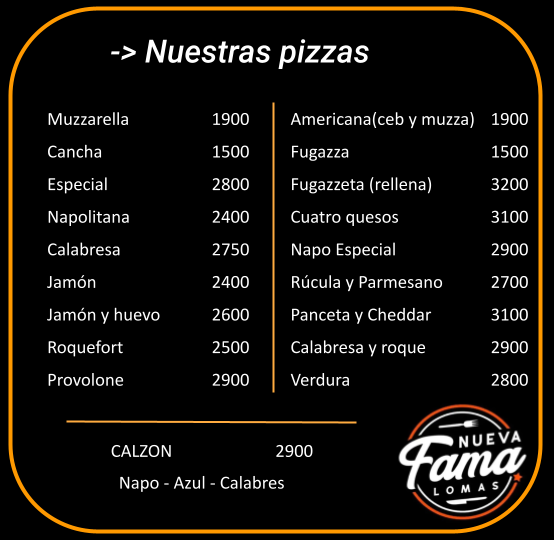 -> Nuestras pizzas
Muzzarella 1900
Cancha 1500
Especial 2800
Napolitana 2400
Calabresa 2750
Jamón 2400
Jamón y huevo 2600
Roquefort 2500
Provolone 2900
Americana(ceb y muzza) 1900
Fugazza 1500
Fugazzeta (rellena) 3200
Cuatro quesos 3100
Napo Especial 2900
Rúcula y Parmesano 2700
Panceta y Cheddar 3100
Calabresa y roque 2900
Verdura 2800
CALZON 2900
Napo - Azul - Calabres
NUEVA
Fama
LOMAS